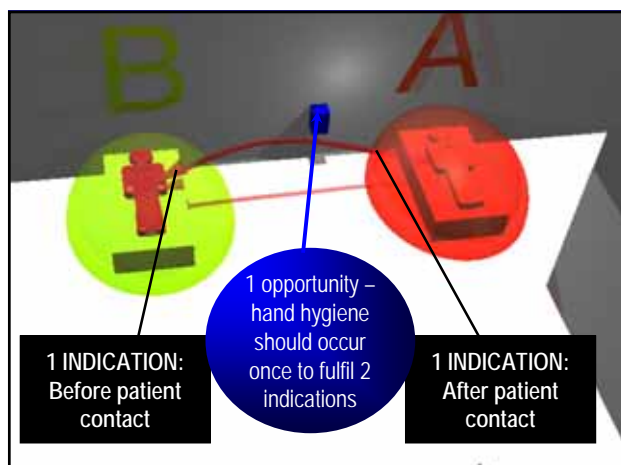 B
A
1 opportunity –
hand hygiene
should occur
once to fulfil 2
indications
1 INDICATION:
Before patient
contact
1 INDICATION:
After patient
contact